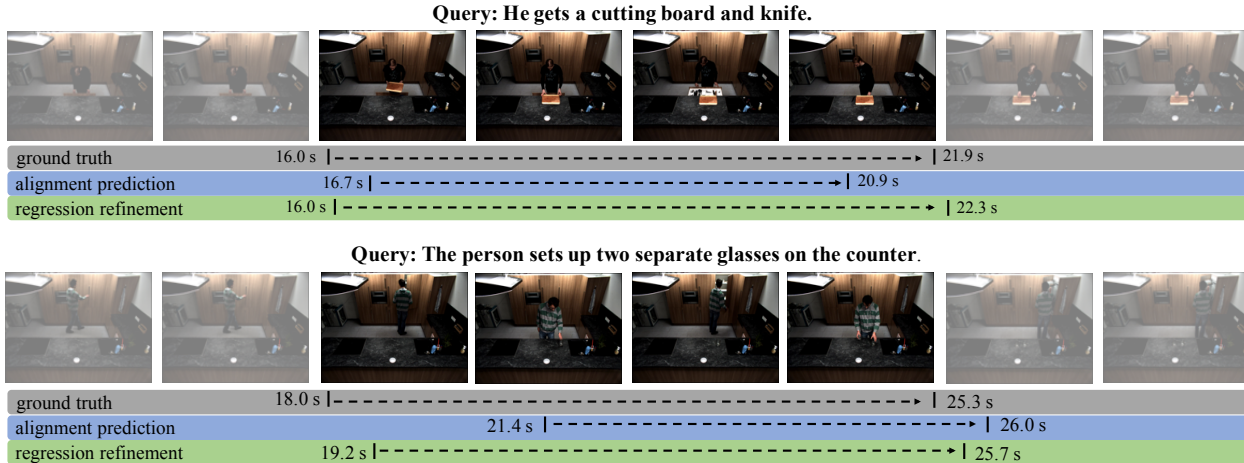 Query: He gets a cutting board and knife.
ground truth 16.0 s 21.9 s
alignment prediction 16.7 s 20.9 s
regression refinement 16.0 s 22.3 s
Query: The person sets up two separate glasses on the counter.
ground truth 18.0 s 25.3 s
alignment prediction 21.4 s 26.0 s
regression refinement 19.2 s 25.7 s